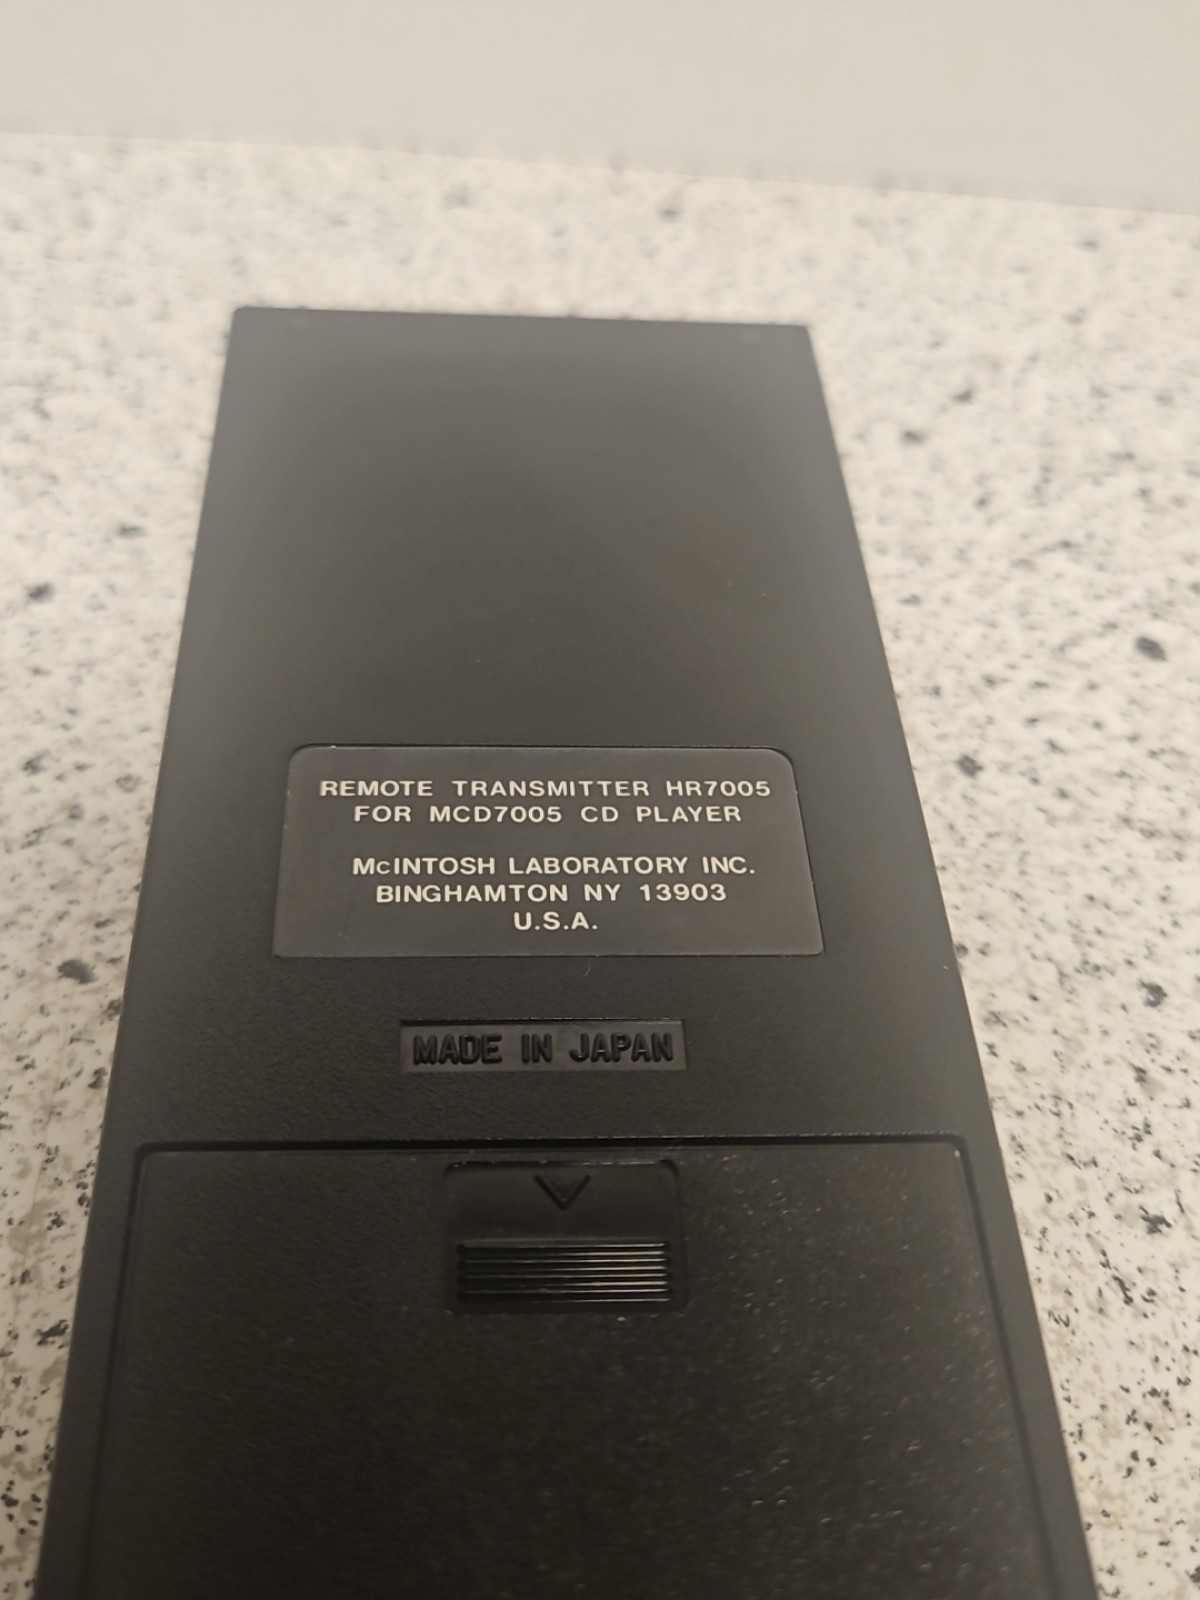 REMOTE TRANSMITTER HR7005
FOR MCD7005 CD PLAYER
McINTOSH LABORATORY INC.
BINGHAMTON NY 13903
U.S.A.
MADE IN JAPAN